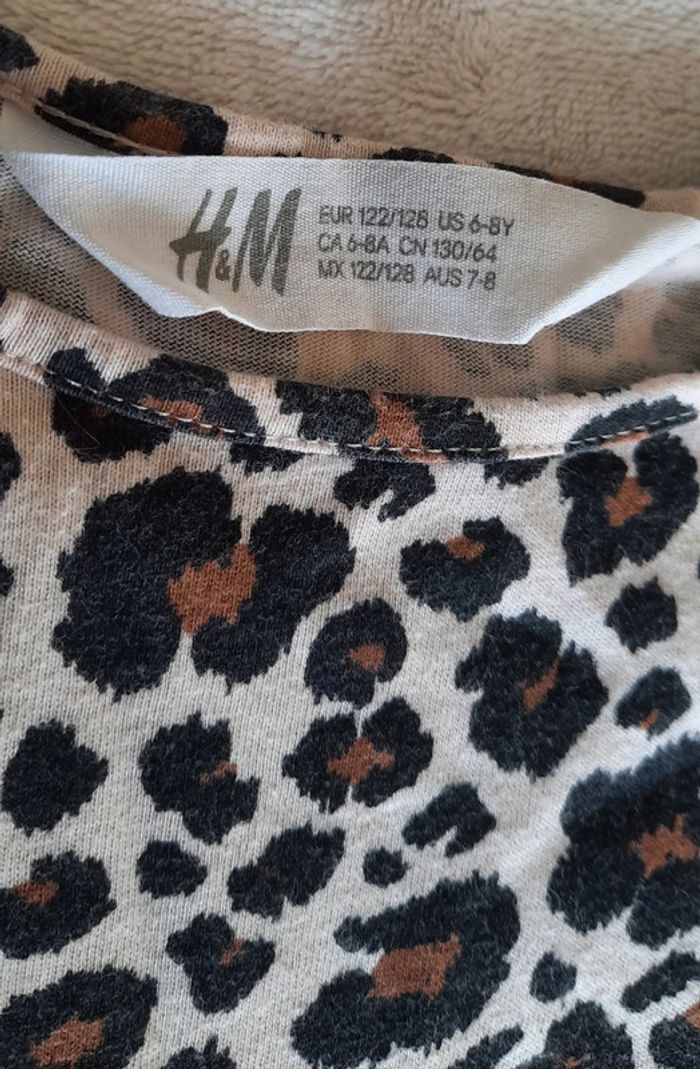 H&M
EUR 122/128 US 6-8Y
CA 6-8A CN 130/64
MX 122/128 AUS 7-8